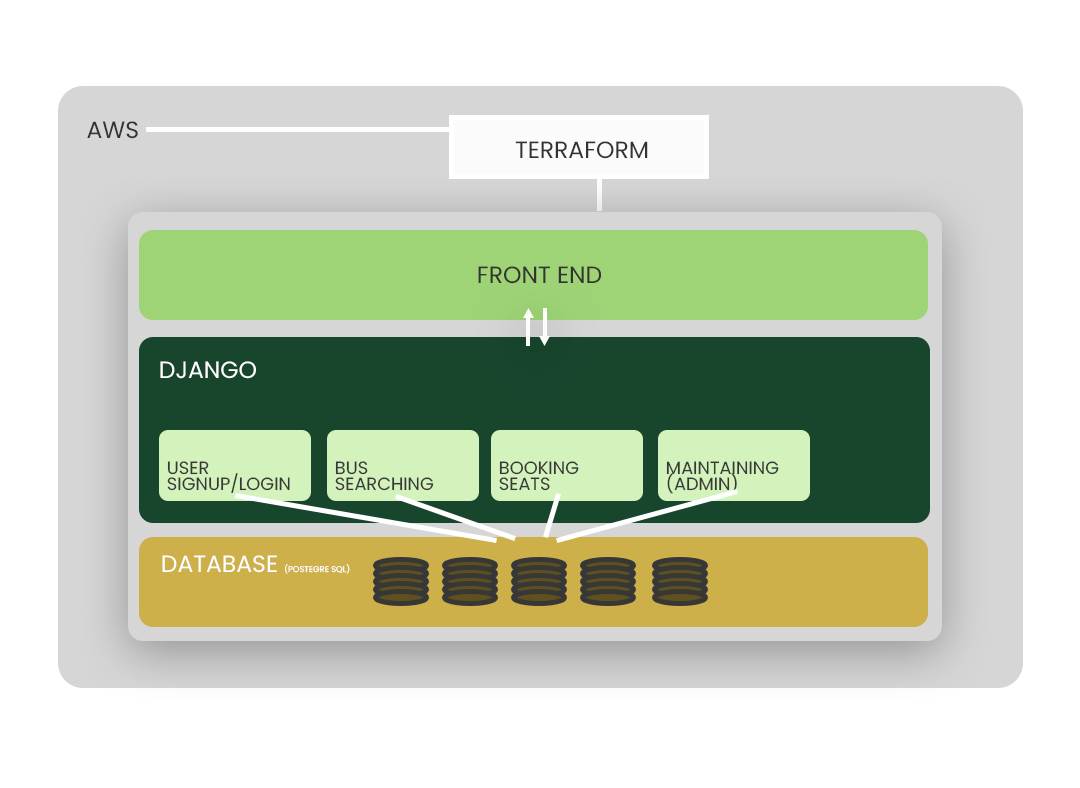 AWS
TERRAFORM
FRONT END
DJANGO
USER
SIGNUP/LOGIN
BUS
SEARCHING
BOOKING
SEATS
MAINTAINING
(ADMIN)
DATABASE (POSTEGRE SQL)